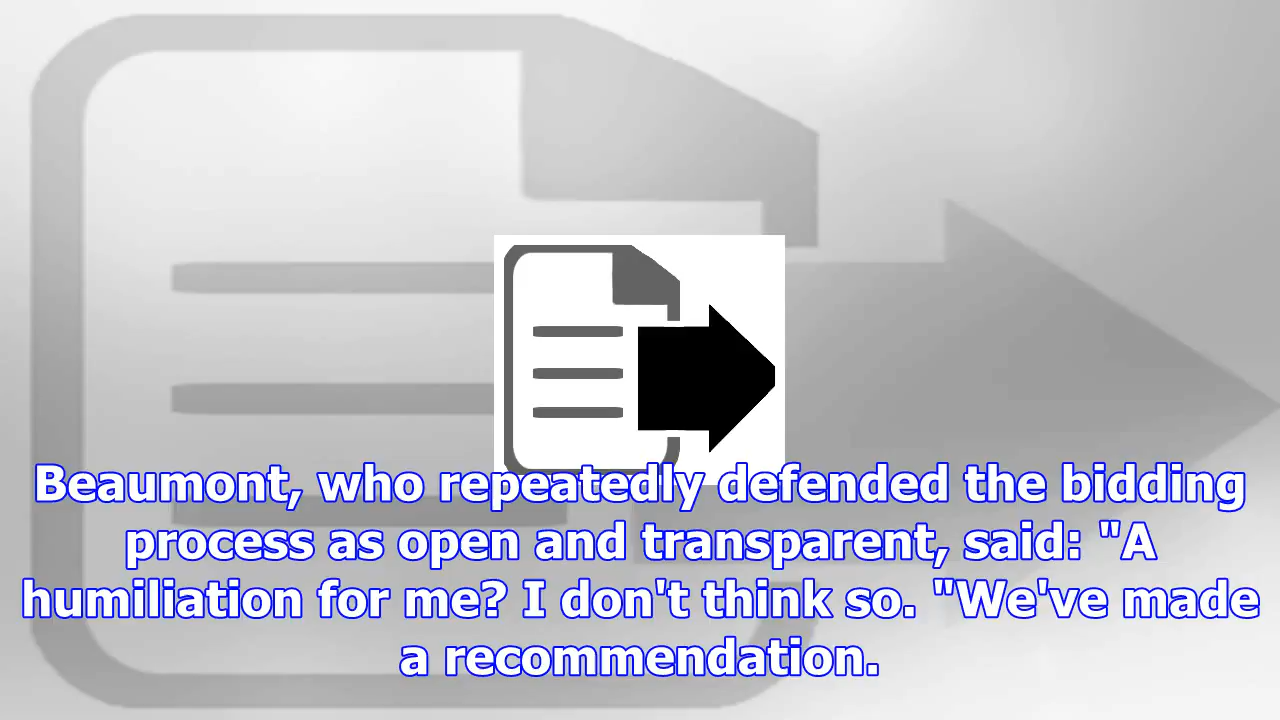 Beaumont, who repeatedly defended the bidding
process as open and transparent, said: "A
humiliation for me? I don't think so. "We've made
a recommendation.